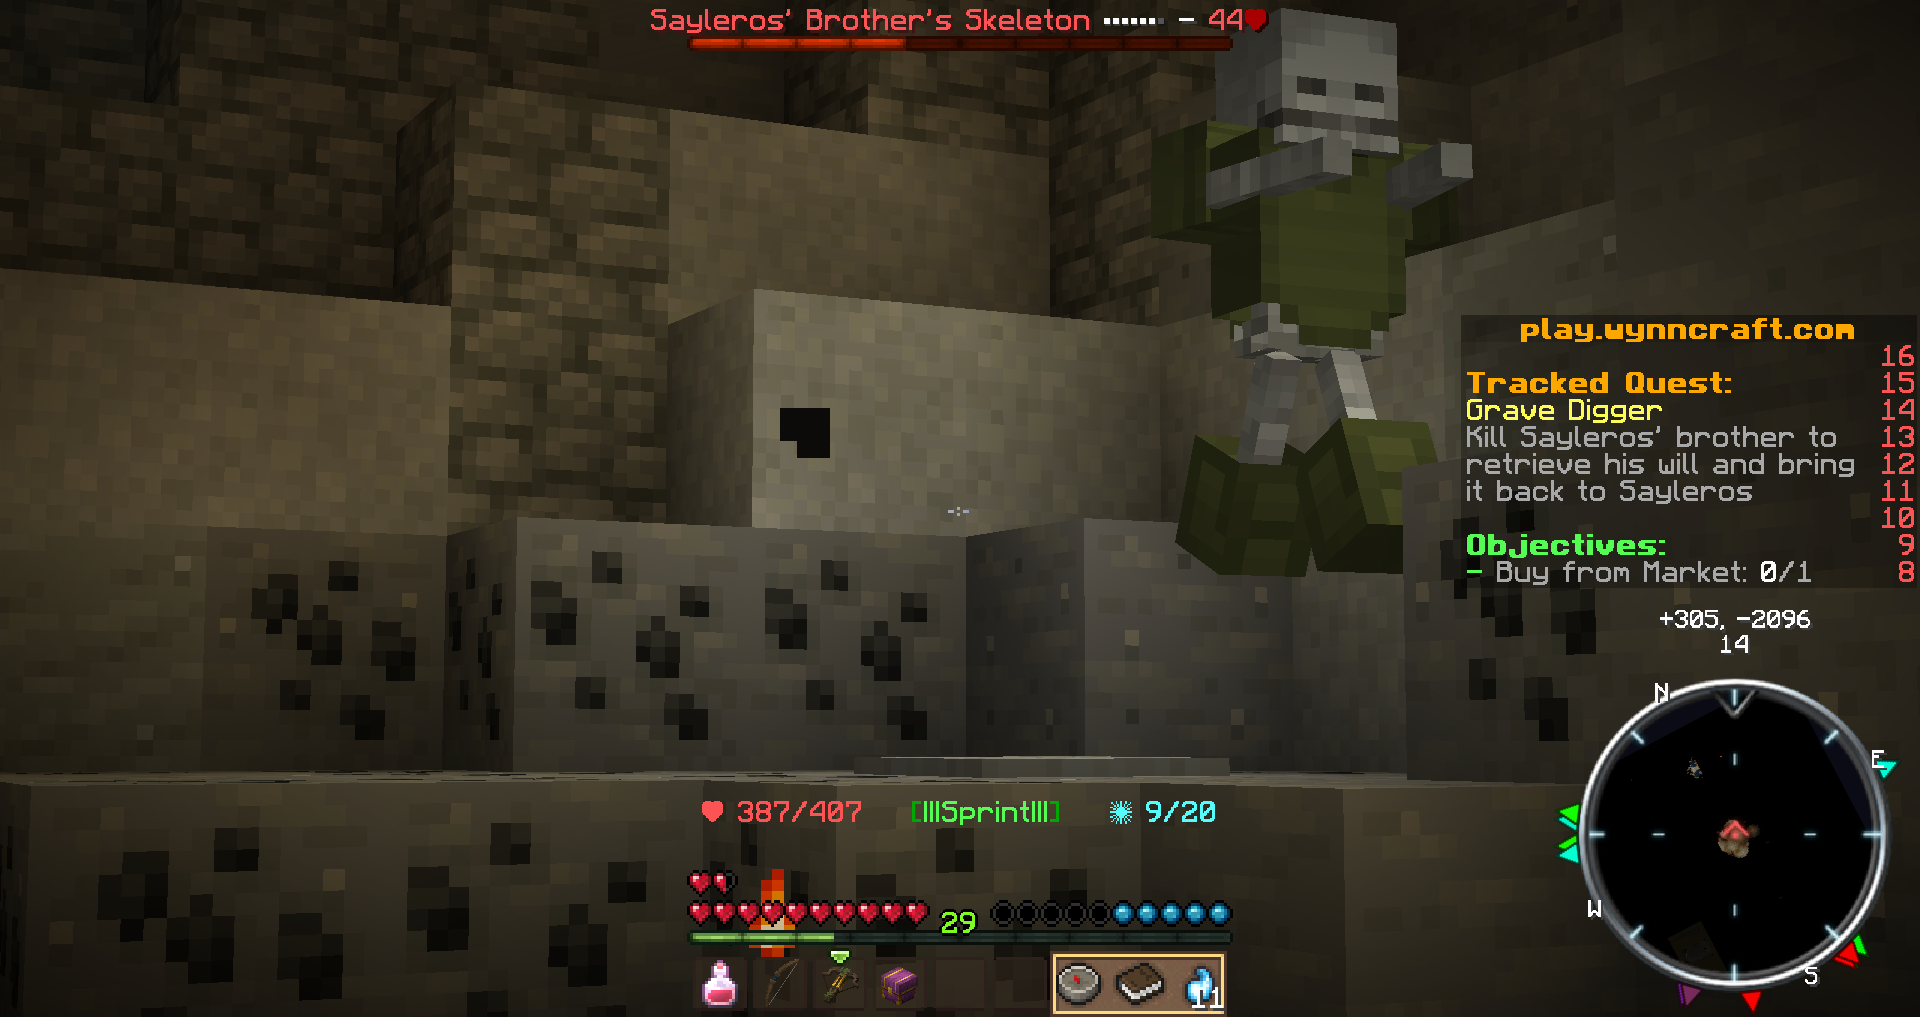 Sayleros' Brother's Skeleton - 44
play.wynncraft.com
16
Tracked Quest: 15
Grave Digger 14
Kill Sayleros' brother to 13
retrieve his will and bring 12
it back to Sayleros 11
10
Objectives: 9
- Buy from Market: 0/1 8
+305, -2096
14
N
E
W
S
387/407 [|||Sprint|||] 9/20
29
11